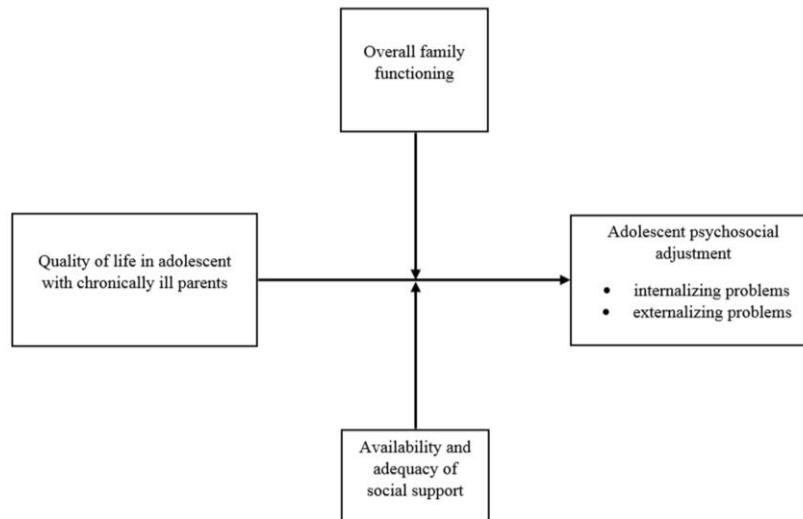 Overall family
functioning
Quality of life in adolescent
with chronically ill parents
Adolescent psychosocial
adjustment
• internalizing problems
• externalizing problems
Availability and
adequacy of
social support